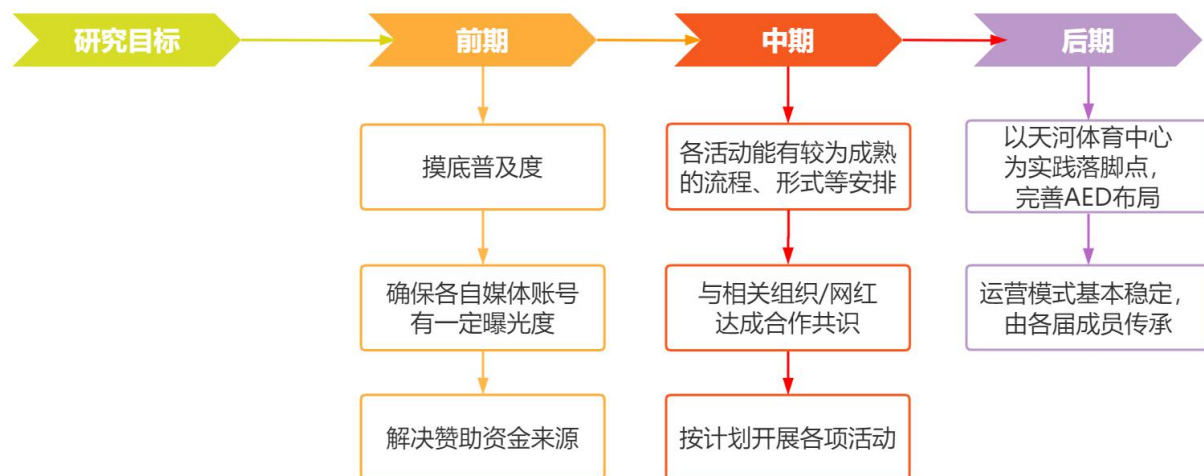 研究目标
前期
中期
后期
摸底普及度
确保各自媒体账号
有一定曝光度
解决赞助资金来源
各活动能有较为成熟
的流程、形式等安排
与相关组织/网红
达成合作共识
按计划开展各项活动
以天河体育中心
为实践落脚点，
完善AED布局
运营模式基本稳定，
由各届成员传承